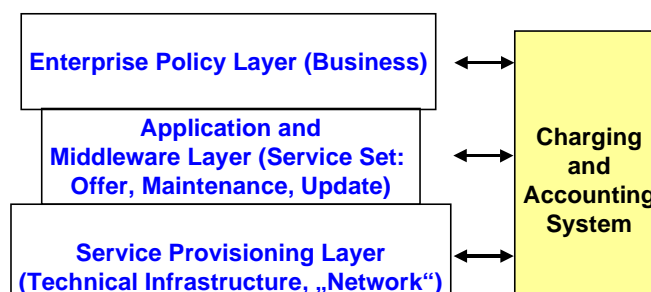 Enterprise Policy Layer (Business)
Application and
Middleware Layer (Service Set:
Offer, Maintenance, Update)
Service Provisioning Layer
(Technical Infrastructure, „Network“)
Charging
and
Accounting
System